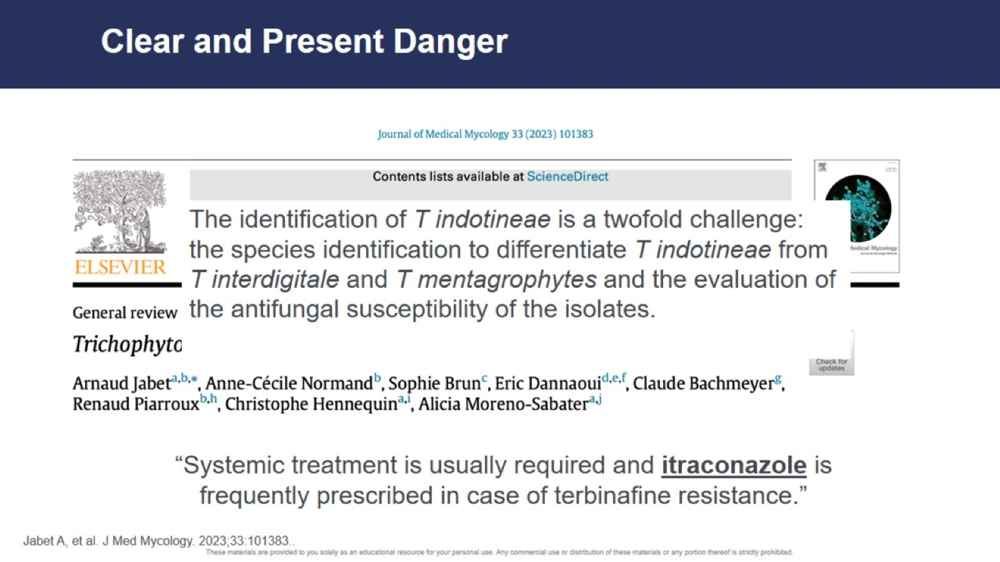 Clear and Present Danger
Journal of Medical Mycology 33 (2023) 101383
Contents lists available at ScienceDirect
The identification of T indotineae is a twofold challenge:
the species identification to differentiate T indotineae from
T interdigitale and T mentagrophytes and the evaluation of
the antifungal susceptibility of the isolates.
ELSEVIER
Medical Mycology
General review
Trichophyto
Check for
updates
Arnaud Jabet a,b,*, Anne-Cécile Normand b, Sophie Brun c, Eric Dannaoui d,e,f, Claude Bachmeyer g,
Renaud Piarroux b,h, Christophe Hennequin a,i, Alicia Moreno-Sabater a,j
“Systemic treatment is usually required and itraconazole is
frequently prescribed in case of terbinafine resistance.”
Jabet A, et al. J Med Mycology. 2023;33:101383..
These materials are provided to you solely as an educational resource for your personal use. Any commercial use or distribution of these materials or any portion thereof is strictly prohibited.